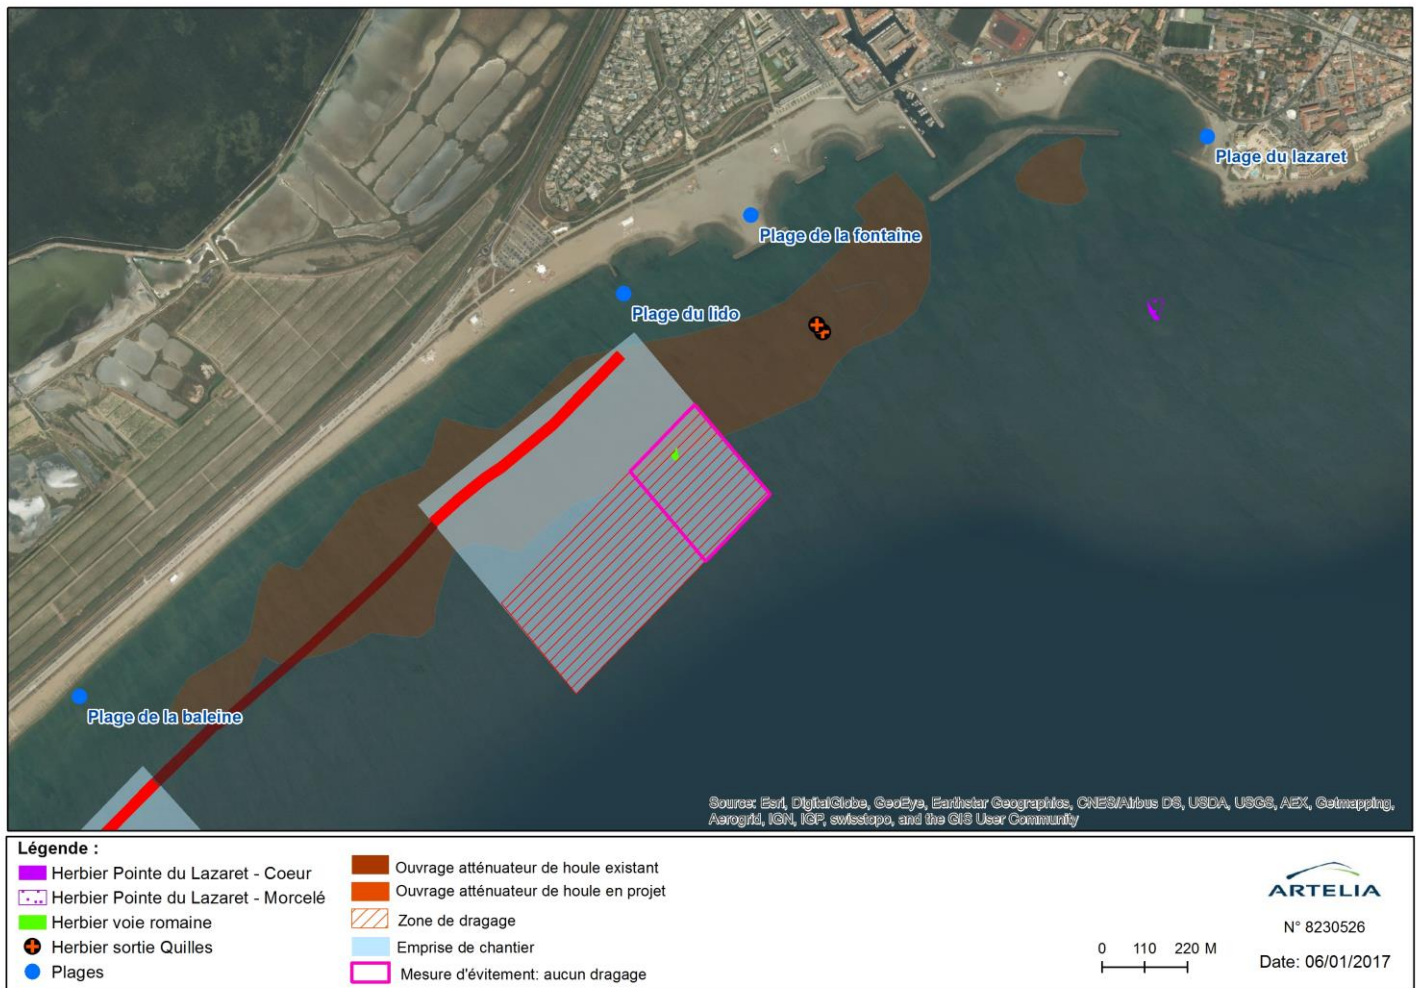 Plage du lazaret
Plage de la fontaine
Plage du lido
Plage de la baleine
Source: Esri, DigitalGlobe, GeoEye, Earthstar Geographics, CNES/Airbus DS, USDA, USGS, AEX, Getmapping,
Aerogrid, IGN, IGP, swisstopo, and the GIS User Community
Légende :
Herbier Pointe du Lazaret - Coeur
Herbier Pointe du Lazaret - Morcelé
Herbier voie romaine
Herbier sortie Quilles
Plages
Ouvrage atténuateur de houle existant
Ouvrage atténuateur de houle en projet
Zone de dragage
Emprise de chantier
Mesure d'évitement: aucun dragage
0 110 220 M
ARTELIA
N° 8230526
Date: 06/01/2017